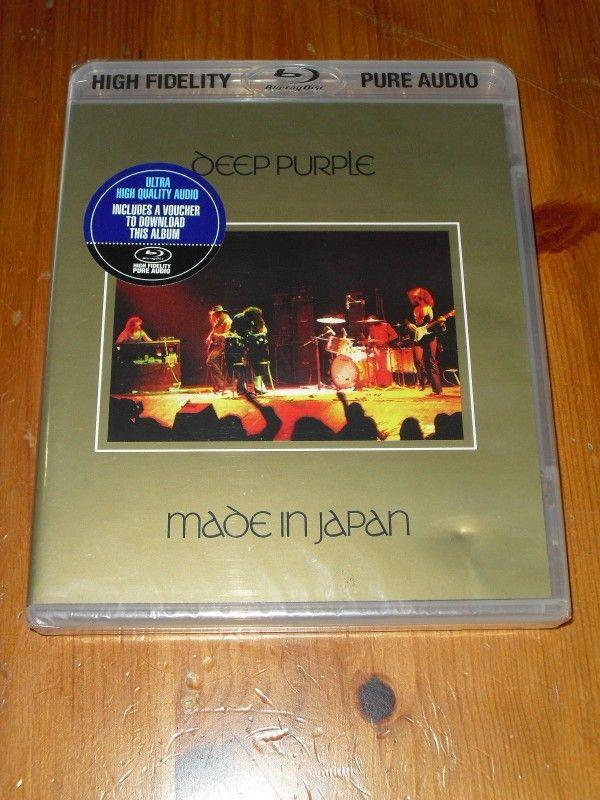 HIGH FIDELITY Blu-ray Disc PURE AUDIO
DEEP PURPLE
ULTRA
HIGH QUALITY AUDIO
INCLUDES A VOUCHER
TO DOWNLOAD
THIS ALBUM
HIGH FIDELITY
PURE AUDIO
MADE IN JAPAN